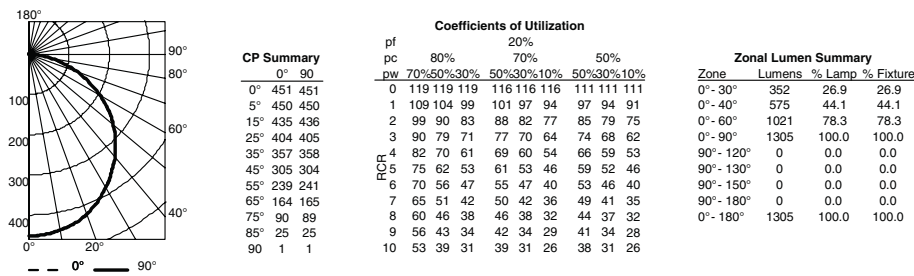 180°
90°
80°
100
60°
200
300
40°
400
0° 20°
0° 90°
CP Summary
0° 90
0° 451 451
5° 450 450
15° 435 436
25° 404 405
35° 357 358
45° 305 304
55° 239 241
65° 164 165
75° 90 89
85° 25 25
90 1 1
Coefficients of Utilization
pf 20%
pc 80% 70% 50%
pw 70%50%30% 50%30%10% 50%30%10%
RCR
0 119 119 119 116 116 116 111 111 111
1 109 104 99 101 97 94 97 94 91
2 99 90 83 88 82 77 85 79 75
3 90 79 71 77 70 64 74 68 62
4 82 70 61 69 60 54 66 59 53
5 75 62 53 61 53 46 59 52 46
6 70 56 47 55 47 40 53 46 40
7 65 51 42 50 42 36 49 41 35
8 60 46 38 46 38 32 44 37 32
9 56 43 34 42 34 29 41 34 28
10 53 39 31 39 31 26 38 31 26
Zonal Lumen Summary
Zone Lumens % Lamp % Fixture
0°- 30° 352 26.9 26.9
0°- 40° 575 44.1 44.1
0°- 60° 1021 78.3 78.3
0°- 90° 1305 100.0 100.0
90°- 120° 0 0.0 0.0
90°- 130° 0 0.0 0.0
90°- 150° 0 0.0 0.0
90°- 180° 0 0.0 0.0
0°- 180° 1305 100.0 100.0